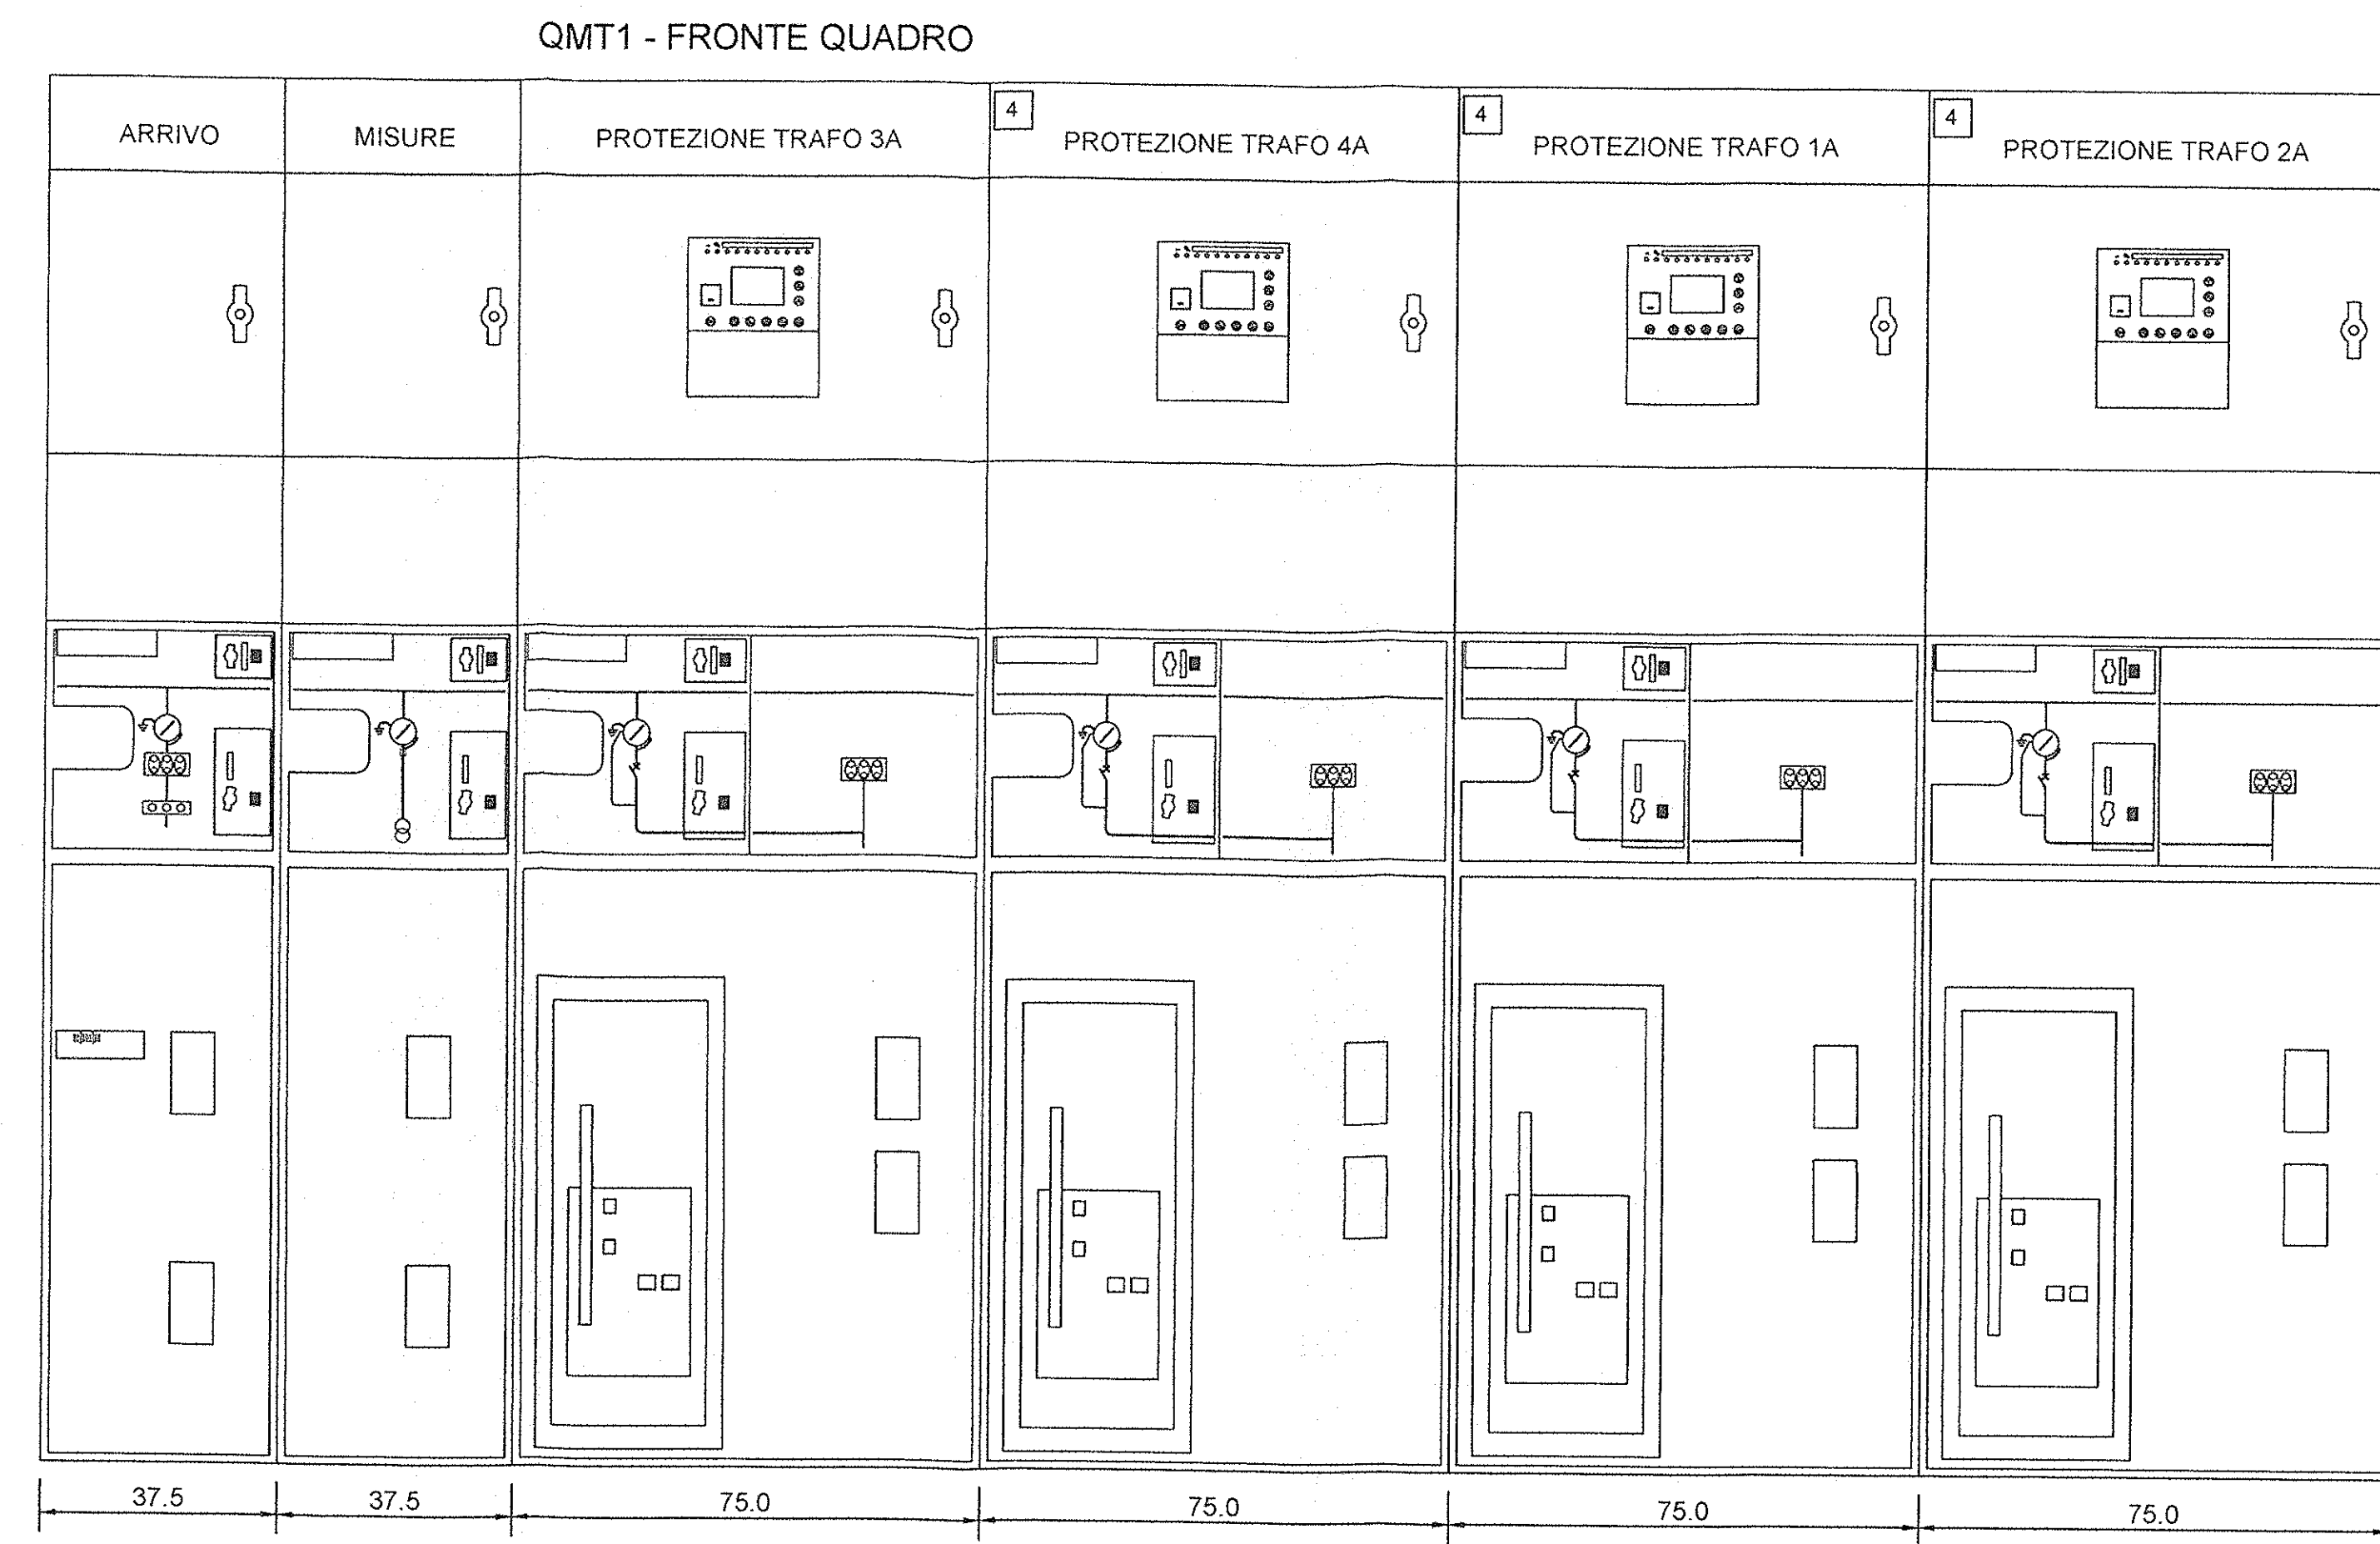 QMT1 - FRONTE QUADRO
ARRIVO
MISURE
PROTEZIONE TRAFO 3A
4
PROTEZIONE TRAFO 4A
4
PROTEZIONE TRAFO 1A
4
PROTEZIONE TRAFO 2A
37.5
37.5
75.0
75.0
75.0
75.0